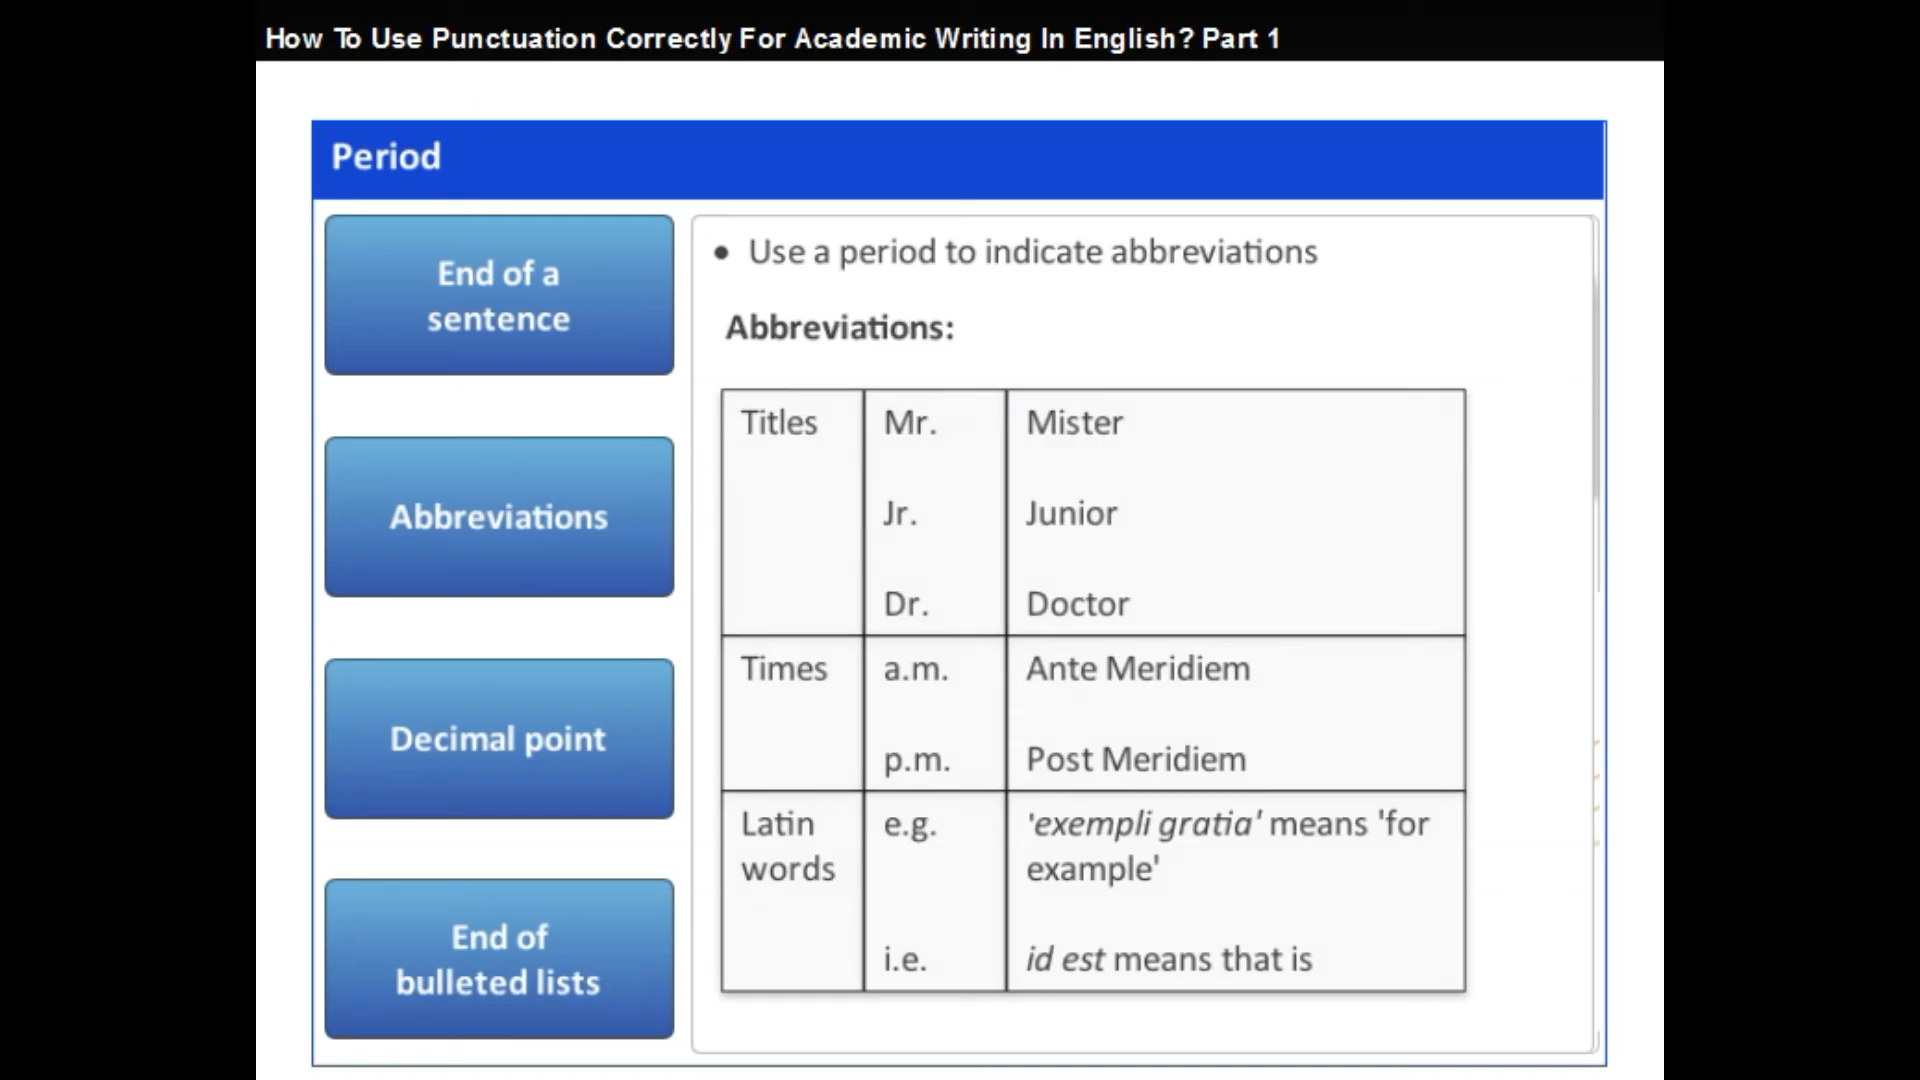 How To Use Punctuation Correctly For Academic Writing In English? Part 1
Period
End of a
sentence
Abbreviations
Decimal point
End of
bulleted lists
• Use a period to indicate abbreviations
Abbreviations:
Titles Mr. Mister
Jr. Junior
Dr. Doctor
Times a.m. Ante Meridiem
p.m. Post Meridiem
Latin e.g. 'exempli gratia' means 'for
words example'
i.e. id est means that is